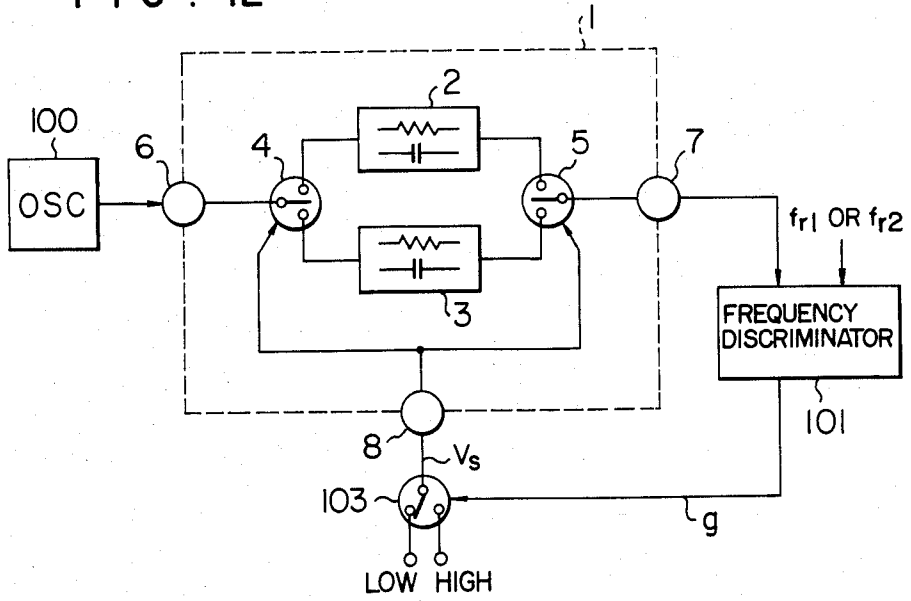 FIG. 12
1
2
100
6
4
5
7
OSC
fr1 OR fr2
3
FREQUENCY
DISCRIMINATOR
101
8
Vs
103
g
LOW HIGH